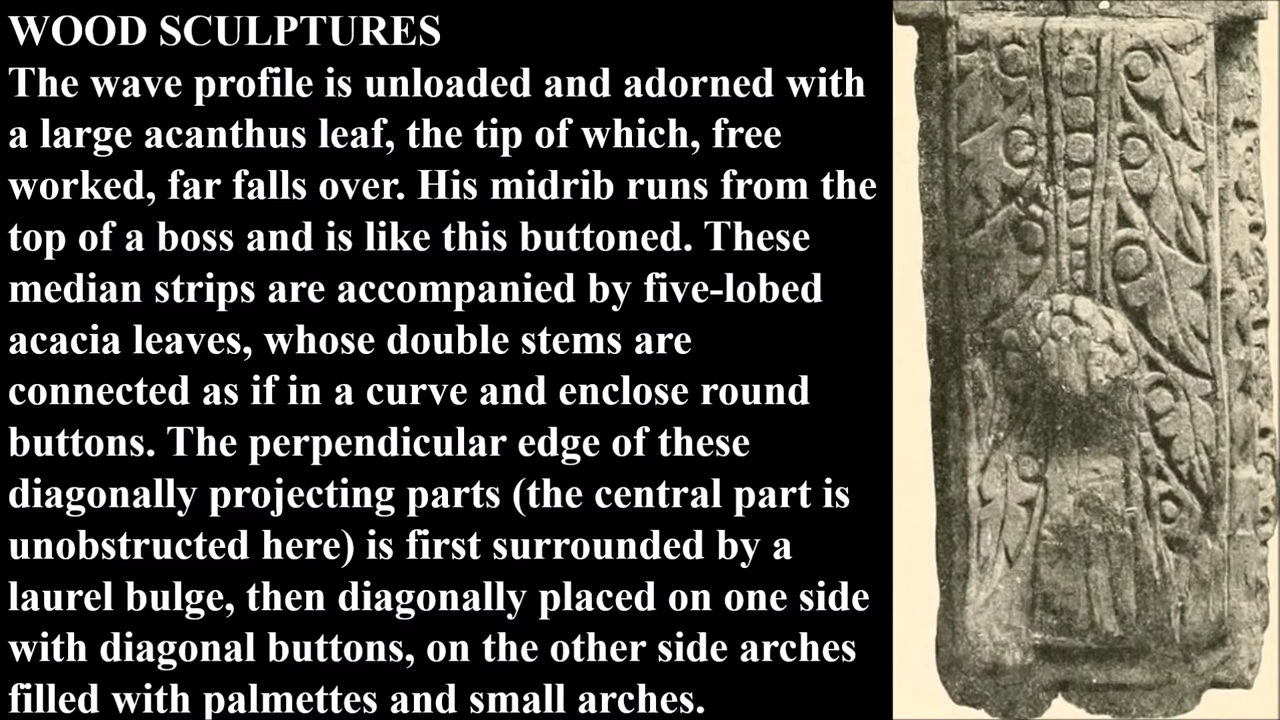 WOOD SCULPTURES
The wave profile is unloaded and adorned with
a large acanthus leaf, the tip of which, free
worked, far falls over. His midrib runs from the
top of a boss and is like this buttoned. These
median strips are accompanied by five-lobed
acacia leaves, whose double stems are
connected as if in a curve and enclose round
buttons. The perpendicular edge of these
diagonally projecting parts (the central part is
unobstructed here) is first surrounded by a
laurel bulge, then diagonally placed on one side
with diagonal buttons, on the other side arches
filled with palmettes and small arches.